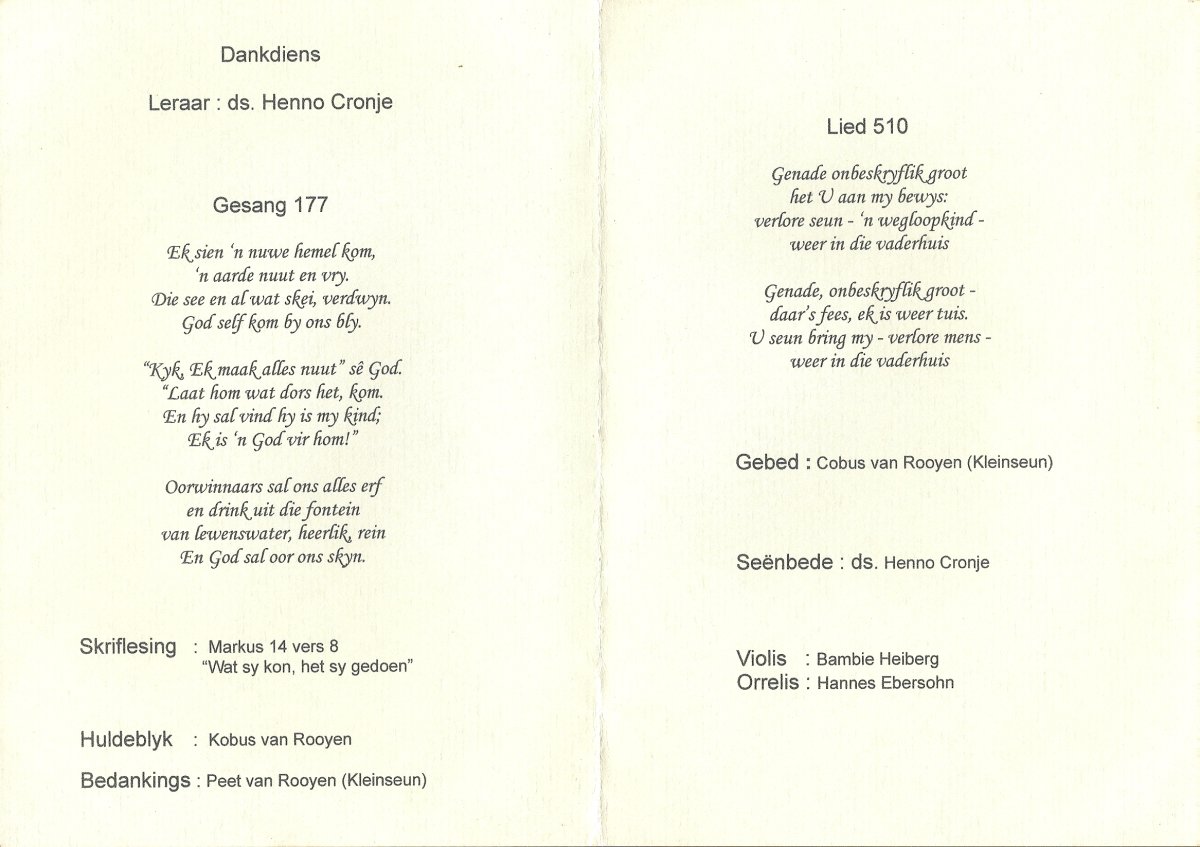 Dankdiens
Leraar : ds. Henno Cronje
Gesang 177
Ek sien ‘n nuwe hemel kom,
‘n aarde nuut en vry.
Die see en al wat skei, verdwyn.
God self kom by ons bly.
“Kyk, Ek maak alles nuut” sê God.
“Laat hom wat dors het, kom.
En hy sal vind hy is my kind;
Ek is ‘n God vir hom!”
Oorwinnaars sal ons alles erf
en drink uit die fontein
van lewenswater, heerlik, rein
En God sal oor ons skyn.
Skriflesing : Markus 14 vers 8
“Wat sy kon, het sy gedoen”
Huldeblyk : Kobus van Rooyen
Bedankings : Peet van Rooyen (Kleinseun)
Lied 510
Genade onbeskryflik groot
het U aan my bewys:
verlore seun - ‘n wegloopkind -
weer in die vaderhuis
Genade, onbeskryflik groot -
daar’s fees, ek is weer tuis.
U seun bring my - verlore mens -
weer in die vaderhuis
Gebed : Cobus van Rooyen (Kleinseun)
Seënbede : ds. Henno Cronje
Violis : Bambie Heiberg
Orrelis : Hannes Ebersohn